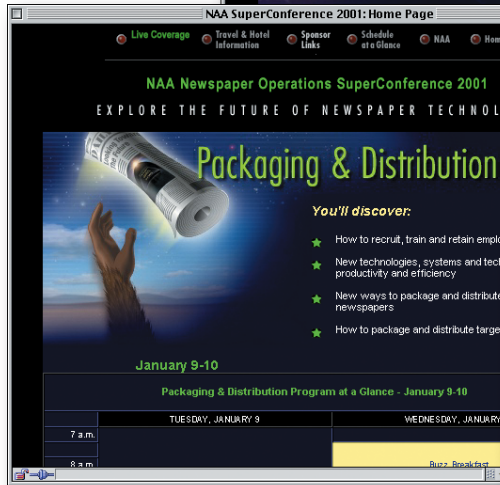 NAA SuperConference 2001: Home Page
Live Coverage
Travel & Hotel
Information
Sponsor
Links
Schedule
at a Glance
NAA
Hom
NAA Newspaper Operations SuperConference 2001
EXPLORE THE FUTURE OF NEWSPAPER TECHNOL
Packaging & Distribution
You'll discover:
How to recruit, train and retain emplo
New technologies, systems and tech
productivity and efficiency
New ways to package and distribute
newspapers
How to package and distribute targe
January 9-10
Packaging & Distribution Program at a Glance - January 9-10
TUESDAY, JANUARY 9
WEDNESDAY, JANUARY
7 a.m.
8 a.m.
Buzz Breakfast